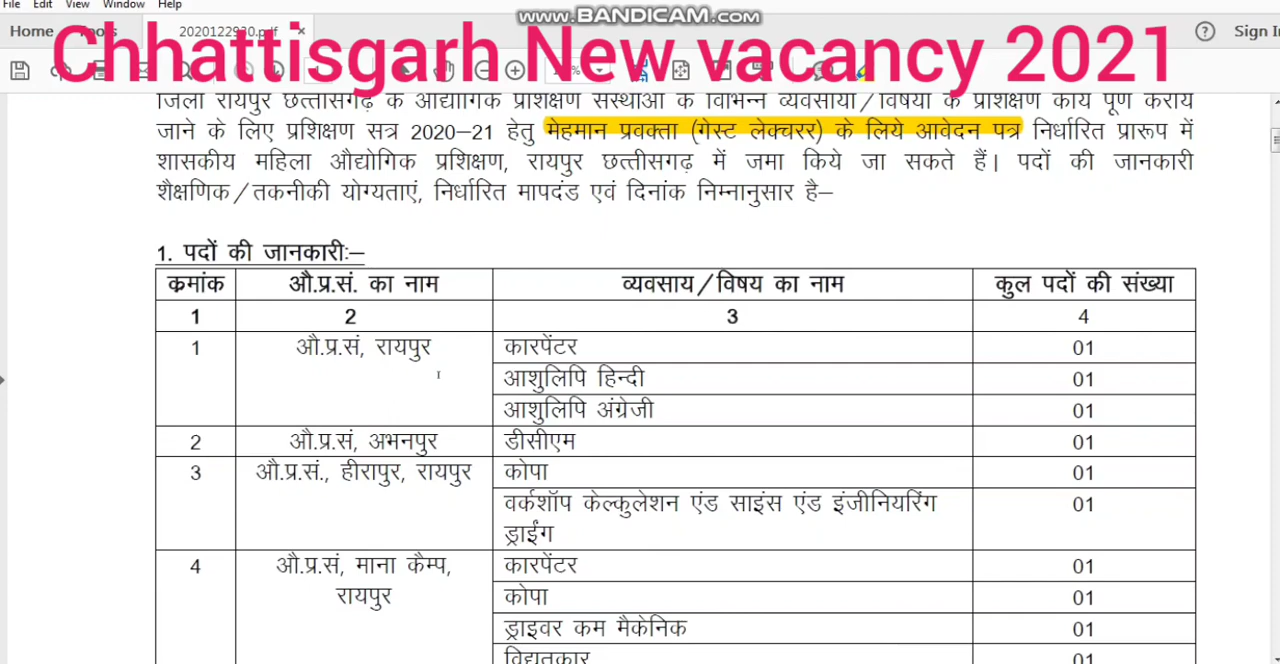 File Edit View Window Help
www.BANDICAM.com
Home Tools 2020122930.pdf × Sign In
Chhattisgarh New vacancy 2021
जिला रायपुर छत्तीसगढ़ के औद्योगिक प्रशिक्षण संस्थाओं के विभिन्न व्यवसायों/विषयों के प्रशिक्षण कार्य पूर्ण कराये
जाने के लिए प्रशिक्षण सत्र 2020–21 हेतु मेहमान प्रवक्ता (गेस्ट लेक्चरर) के लिये आवेदन पत्र निर्धारित प्रारूप में
शासकीय महिला औद्योगिक प्रशिक्षण, रायपुर छत्तीसगढ़ में जमा किये जा सकते हैं। पदों की जानकारी
शैक्षणिक/तकनीकी योग्यताएं, निर्धारित मापदंड एवं दिनांक निम्नानुसार है–
1. पदों की जानकारीः–
क्रमांक औ.प्र.सं. का नाम व्यवसाय/विषय का नाम कुल पदों की संख्या
1 2 3 4
1 औ.प्र.सं, रायपुर कारपेंटर 01
आशुलिपि हिन्दी 01
आशुलिपि अंग्रेजी 01
2 औ.प्र.सं, अभनपुर डीसीएम 01
3 औ.प्र.सं., हीरापुर, रायपुर कोपा 01
वर्कशॉप केल्कुलेशन एंड साइंस एंड इंजीनियरिंग 01
ड्राईंग
4 औ.प्र.सं, माना कैम्प, कारपेंटर 01
रायपुर कोपा 01
ड्राइवर कम मैकेनिक 01
विद्युतकार 01